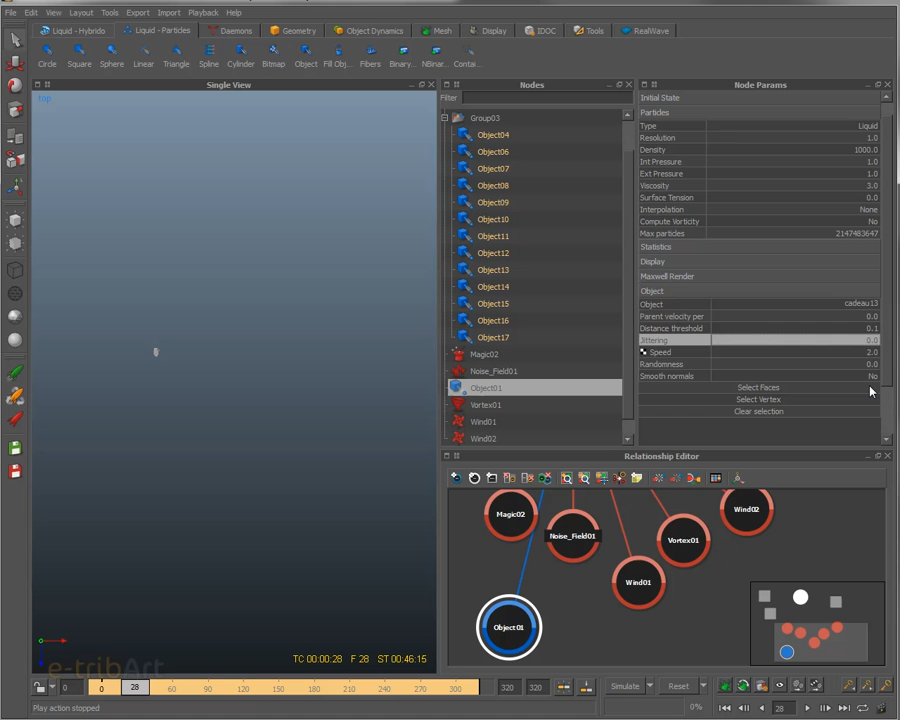 File Edit View Layout Tools Export Import Playback Help
Liquid - Hybrido Liquid - Particles Daemons Geometry Object Dynamics Mesh Display IDOC Tools RealWave
Circle Square Sphere Linear Triangle Spline Cylinder Bitmap Object Fill Obj... Fibers Binary... NBinar... Contai...
Single View
Nodes
Node Params
top
Filter
Group03
Object04
Object06
Object07
Object08
Object09
Object10
Object11
Object12
Object13
Object14
Object15
Object16
Object17
Magic02
Noise_Field01
Object01
Vortex01
Wind01
Wind02
Initial State
Particles
Type Liquid
Resolution 1.0
Density 1000.0
Int Pressure 1.0
Ext Pressure 1.0
Viscosity 3.0
Surface Tension 0.0
Interpolation None
Compute Vorticity No
Max particles 2147483647
Statistics
Display
Maxwell Render
Object
Object cadeau13
Parent velocity per 0.0
Distance threshold 0.1
Jittering 0.0
Speed 2.0
Randomness 0.0
Smooth normals No
Select Faces
Select Vertex
Clear selection
Relationship Editor
Magic02
Noise_Field01
Vortex01
Wind02
Wind01
Object01
TC 00:00:28 F 28 ST 00:46:15
e-tribArt
0 0 28 60 90 120 150 180 210 240 270 300 320 320
Simulate Reset
Play action stopped
0% 28